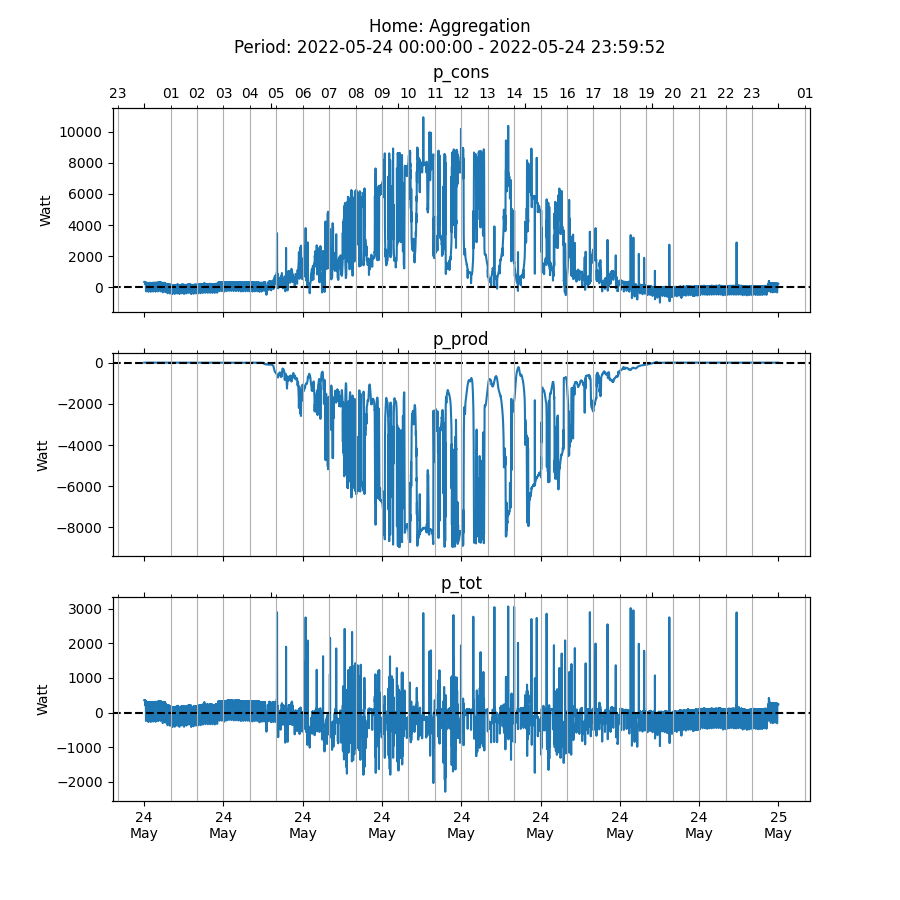 Home: Aggregation
Period: 2022-05-24 00:00:00 - 2022-05-24 23:59:52
p_cons
23 01 02 03 04 05 06 07 08 09 10 11 12 13 14 15 16 17 18 19 20 21 22 23 01
10000
8000
6000
4000
2000
0
Watt
p_prod
0
−2000
−4000
−6000
−8000
Watt
p_tot
3000
2000
1000
0
−1000
−2000
Watt
24 24 24 24 24 24 24 24 25
May May May May May May May May May